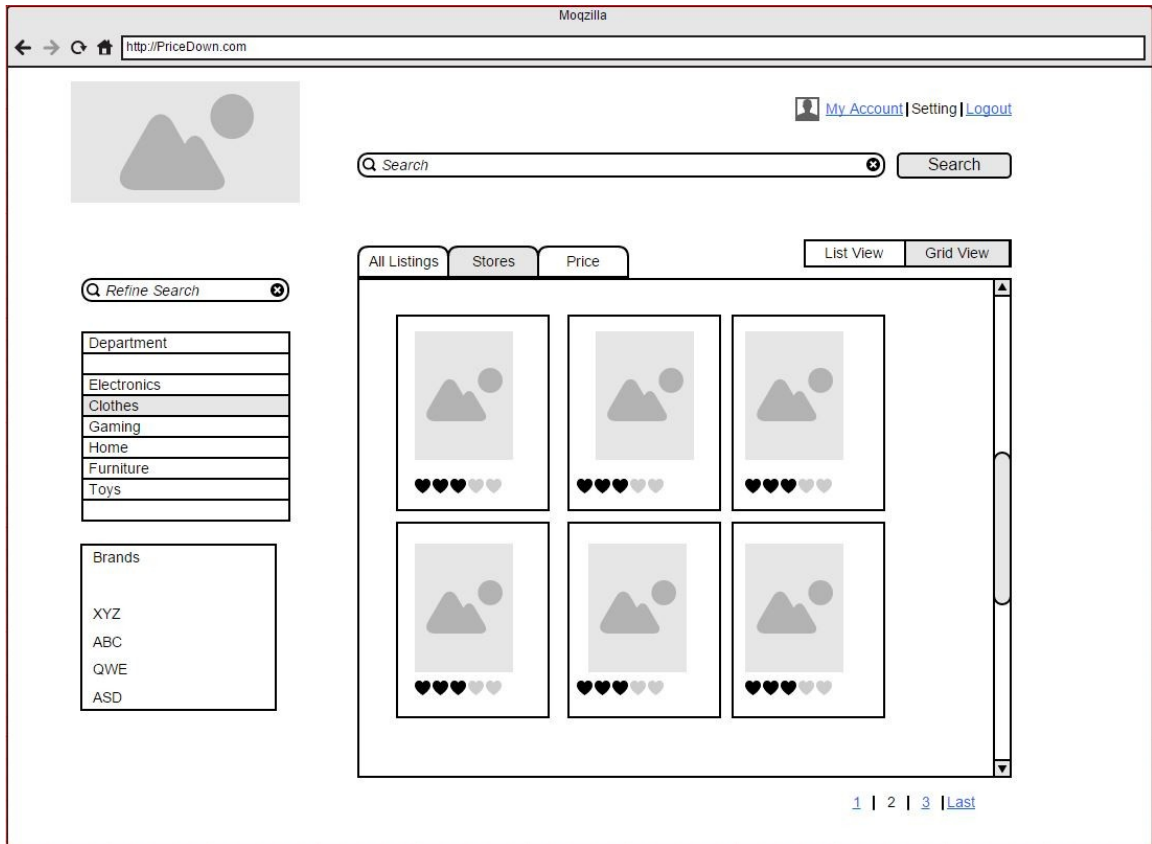 Moqzilla
http://PriceDown.com
My Account|Setting|Logout
Search Search
All Listings Stores Price List View Grid View
Refine Search
Department
Electronics
Clothes
Gaming
Home
Furniture
Toys
Brands
XYZ
ABC
QWE
ASD
1 | 2 | 3 |Last